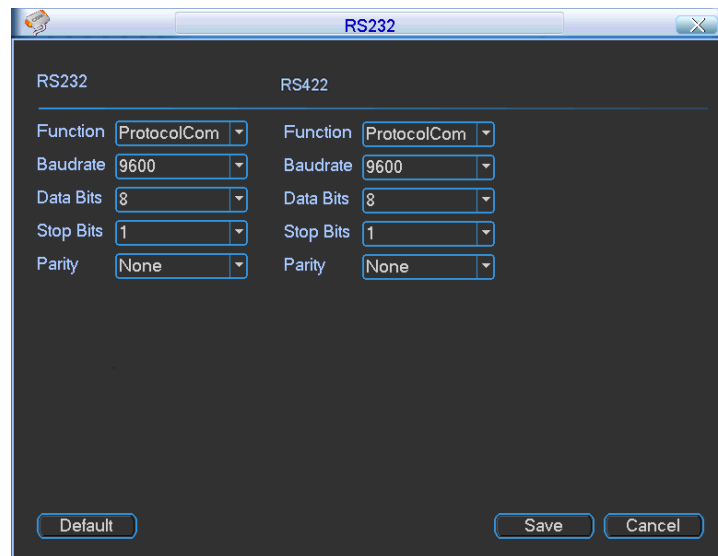 RS232
RS232 RS422
Function ProtocolCom Function ProtocolCom
Baudrate 9600 Baudrate 9600
Data Bits 8 Data Bits 8
Stop Bits 1 Stop Bits 1
Parity None Parity None
Default Save Cancel